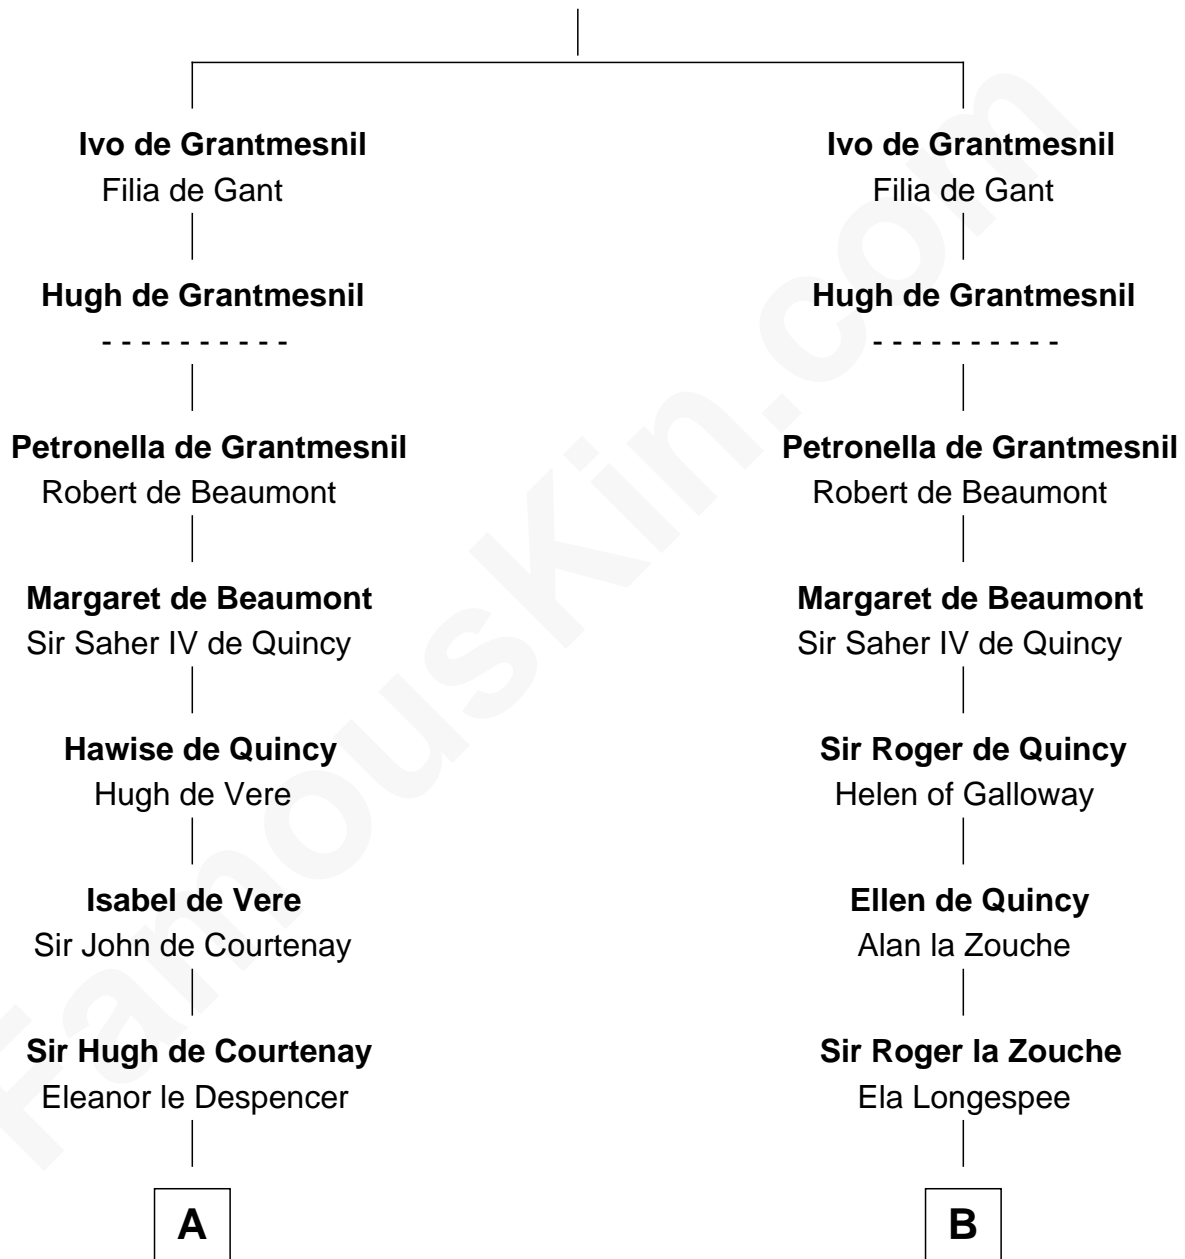 Ivo de Grantmesnil
Filia de Gant
Hugh de Grantmesnil
- - - - - - - - - -
Petronella de Grantmesnil
Robert de Beaumont
Margaret de Beaumont
Sir Saher IV de Quincy
Hawise de Quincy
Hugh de Vere
Isabel de Vere
Sir John de Courtenay
Sir Hugh de Courtenay
Eleanor le Despencer
A
Ivo de Grantmesnil
Filia de Gant
Hugh de Grantmesnil
- - - - - - - - - -
Petronella de Grantmesnil
Robert de Beaumont
Margaret de Beaumont
Sir Saher IV de Quincy
Sir Roger de Quincy
Helen of Galloway
Ellen de Quincy
Alan la Zouche
Sir Roger la Zouche
Ela Longespee
B
FamousKin.com